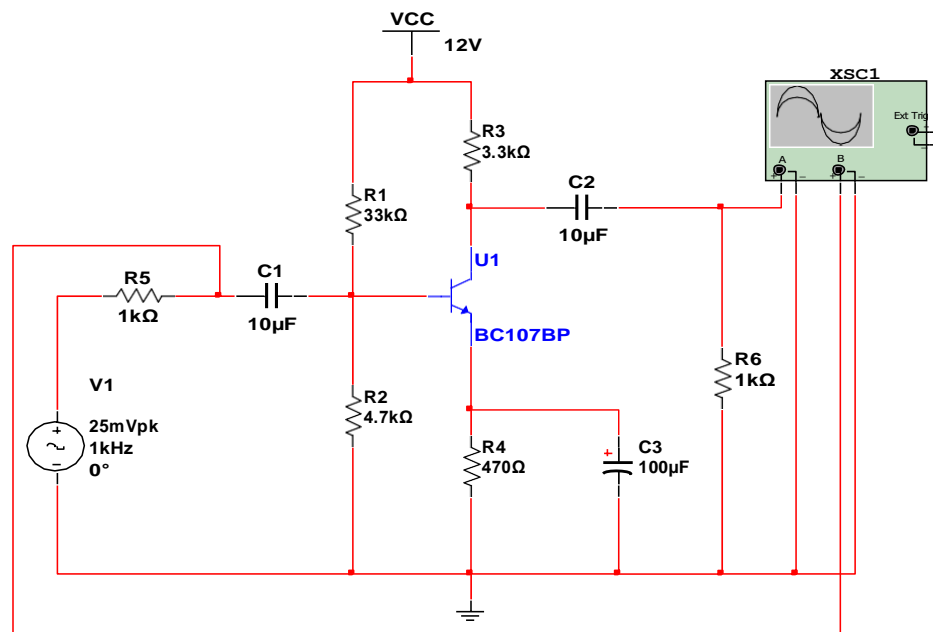 VCC
12V
XSC1
Ext Trig
+
−
A
B
+
−
+
−
R3
3.3kΩ
C2
10µF
R1
33kΩ
U1
BC107BP
R5
1kΩ
C1
10µF
R6
1kΩ
V1
25mVpk
1kHz
0°
+
−
R2
4.7kΩ
R4
470Ω
+
C3
100µF